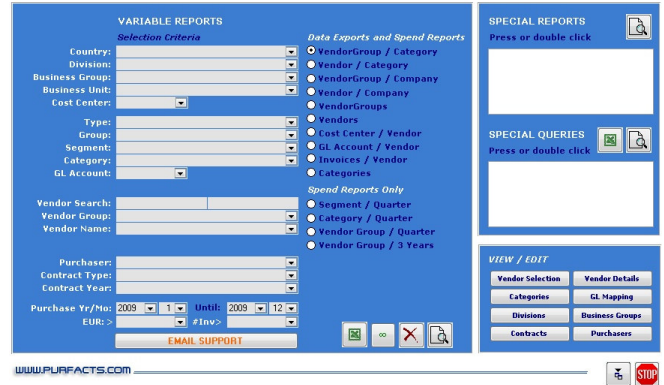 VARIABLE REPORTS
Selection Criteria
Country:
Division:
Business Group:
Business Unit:
Cost Center:
Type:
Group:
Segment:
Category:
GL Account:
Vendor Search:
Vendor Group:
Vendor Name:
Purchaser:
Contract Type:
Contract Year:
Purchase Yr/Mo: 2009 1 Until: 2009 12
EUR: > #Inv>
EMAIL SUPPORT
Data Exports and Spend Reports
VendorGroup / Category
Vendor / Category
VendorGroup / Company
Vendor / Company
VendorGroups
Vendors
Cost Center / Vendor
GL Account / Vendor
Invoices / Vendor
Categories
Spend Reports Only
Segment / Quarter
Category / Quarter
Vendor Group / Quarter
Vendor Group / 3 Years
SPECIAL REPORTS
Press or double click
SPECIAL QUERIES
Press or double click
VIEW / EDIT
Vendor Selection Vendor Details
Categories GL Mapping
Divisions Business Groups
Contracts Purchasers
WWW.PURFACTS.COM
STOP